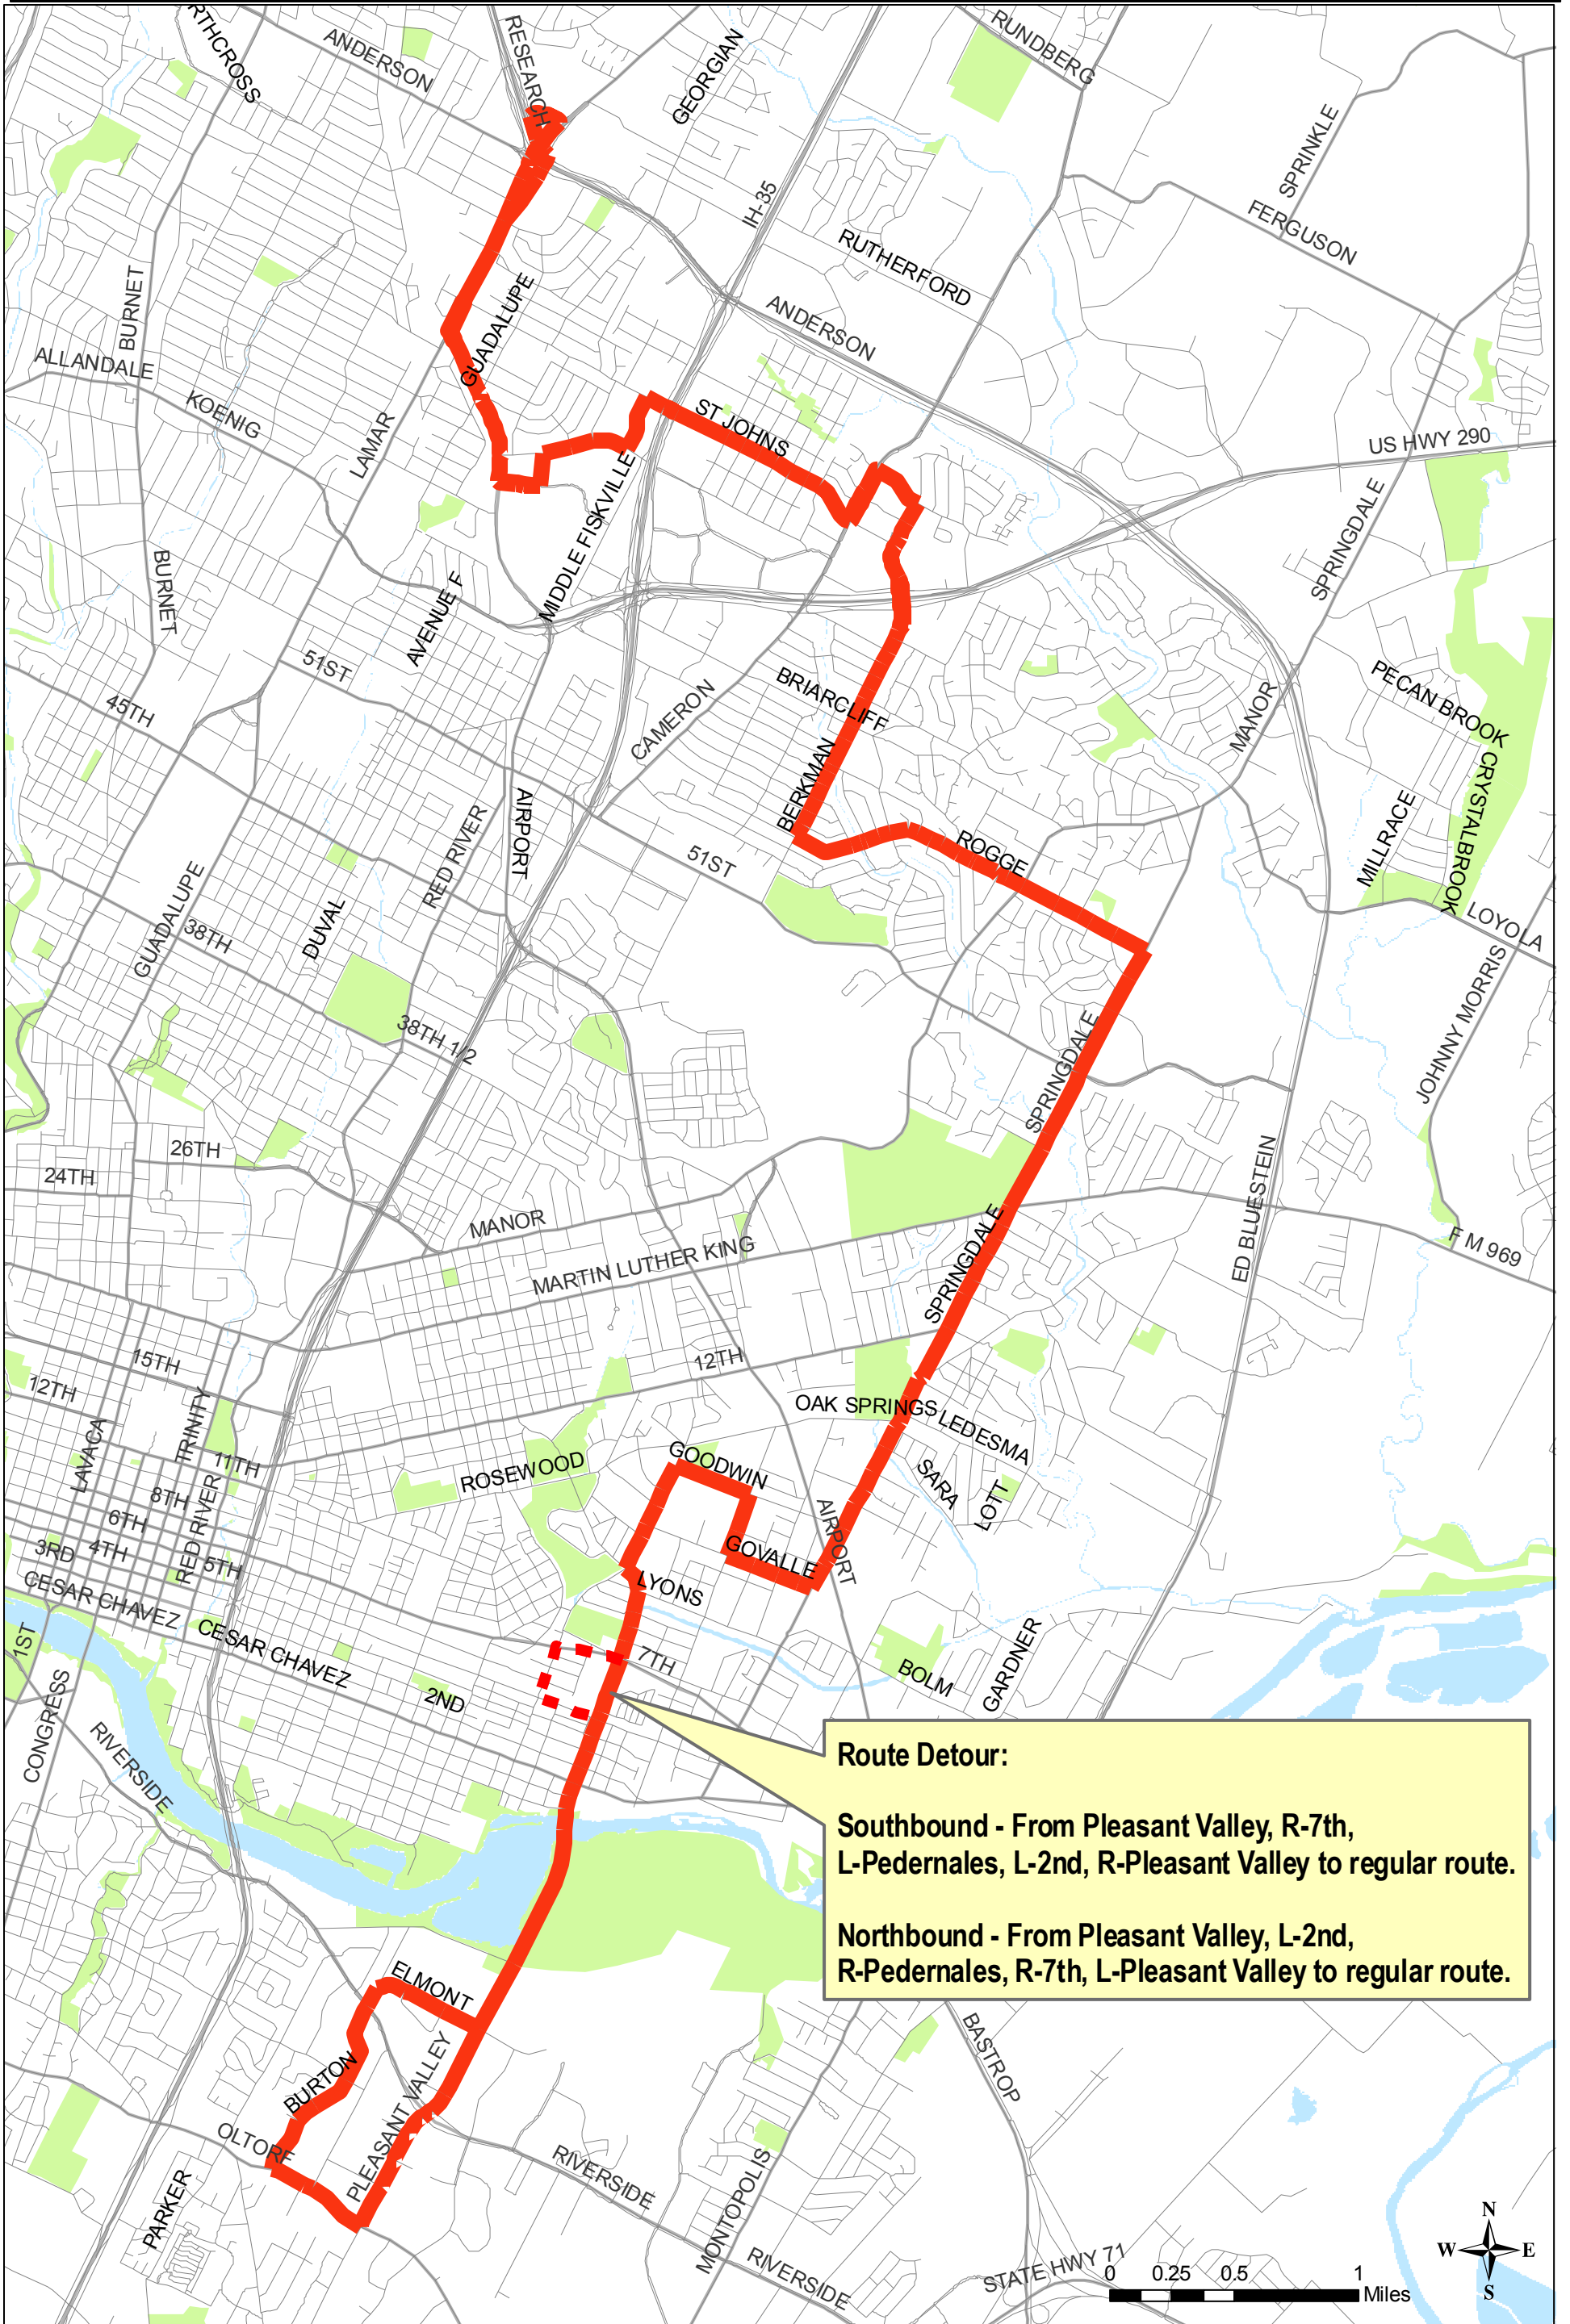 RTHCROSS
ANDERSON
RESEARCH
GEORGIAN
RUNDBERG
SPRINKLE
FERGUSON
IH-35
RUTHERFORD
ANDERSON
BURNET
GUADALUPE
ALLANDALE
KOENIG
LAMAR
ST JOHNS
US HWY 290
MIDDLE FISKVILLE
SPRINGDALE
BURNET
AVENUE F
51ST
45TH
CAMERON
BRIARCLIFF
PECAN BROOK
MANOR
BERKMAN
CRYSTALBROOK
AIRPORT
RED RIVER
51ST
ROGGE
MILLRACE
LOYOLA
GUADALUPE
38TH
DUVAL
JOHNNY MORRIS
38TH 1/2
SPRINGDALE
26TH
24TH
ED BLUESTEIN
MANOR
MARTIN LUTHER KING
SPRINGDALE
F M 969
15TH
12TH
12TH
OAK SPRINGS
LEDESMA
TRINITY
LAVACA
11TH
ROSEWOOD
GOODWIN
SARA
LOTT
8TH
RED RIVER
6TH
AIRPORT
3RD
4TH
5TH
GOVALLE
CESAR CHAVEZ
LYONS
1ST
CESAR CHAVEZ
7TH
GARDNER
BOLM
2ND
CONGRESS
RIVERSIDE
Route Detour:
Southbound - From Pleasant Valley, R-7th,
L-Pedernales, L-2nd, R-Pleasant Valley to regular route.
Northbound - From Pleasant Valley, L-2nd,
R-Pedernales, R-7th, L-Pleasant Valley to regular route.
ELMONT
BASTROP
BURTON
PLEASANT VALLEY
OLTORF
RIVERSIDE
PARKER
MONTOPOLIS
RIVERSIDE
STATE HWY 71
0 0.25 0.5 1
Miles
N
W E
S